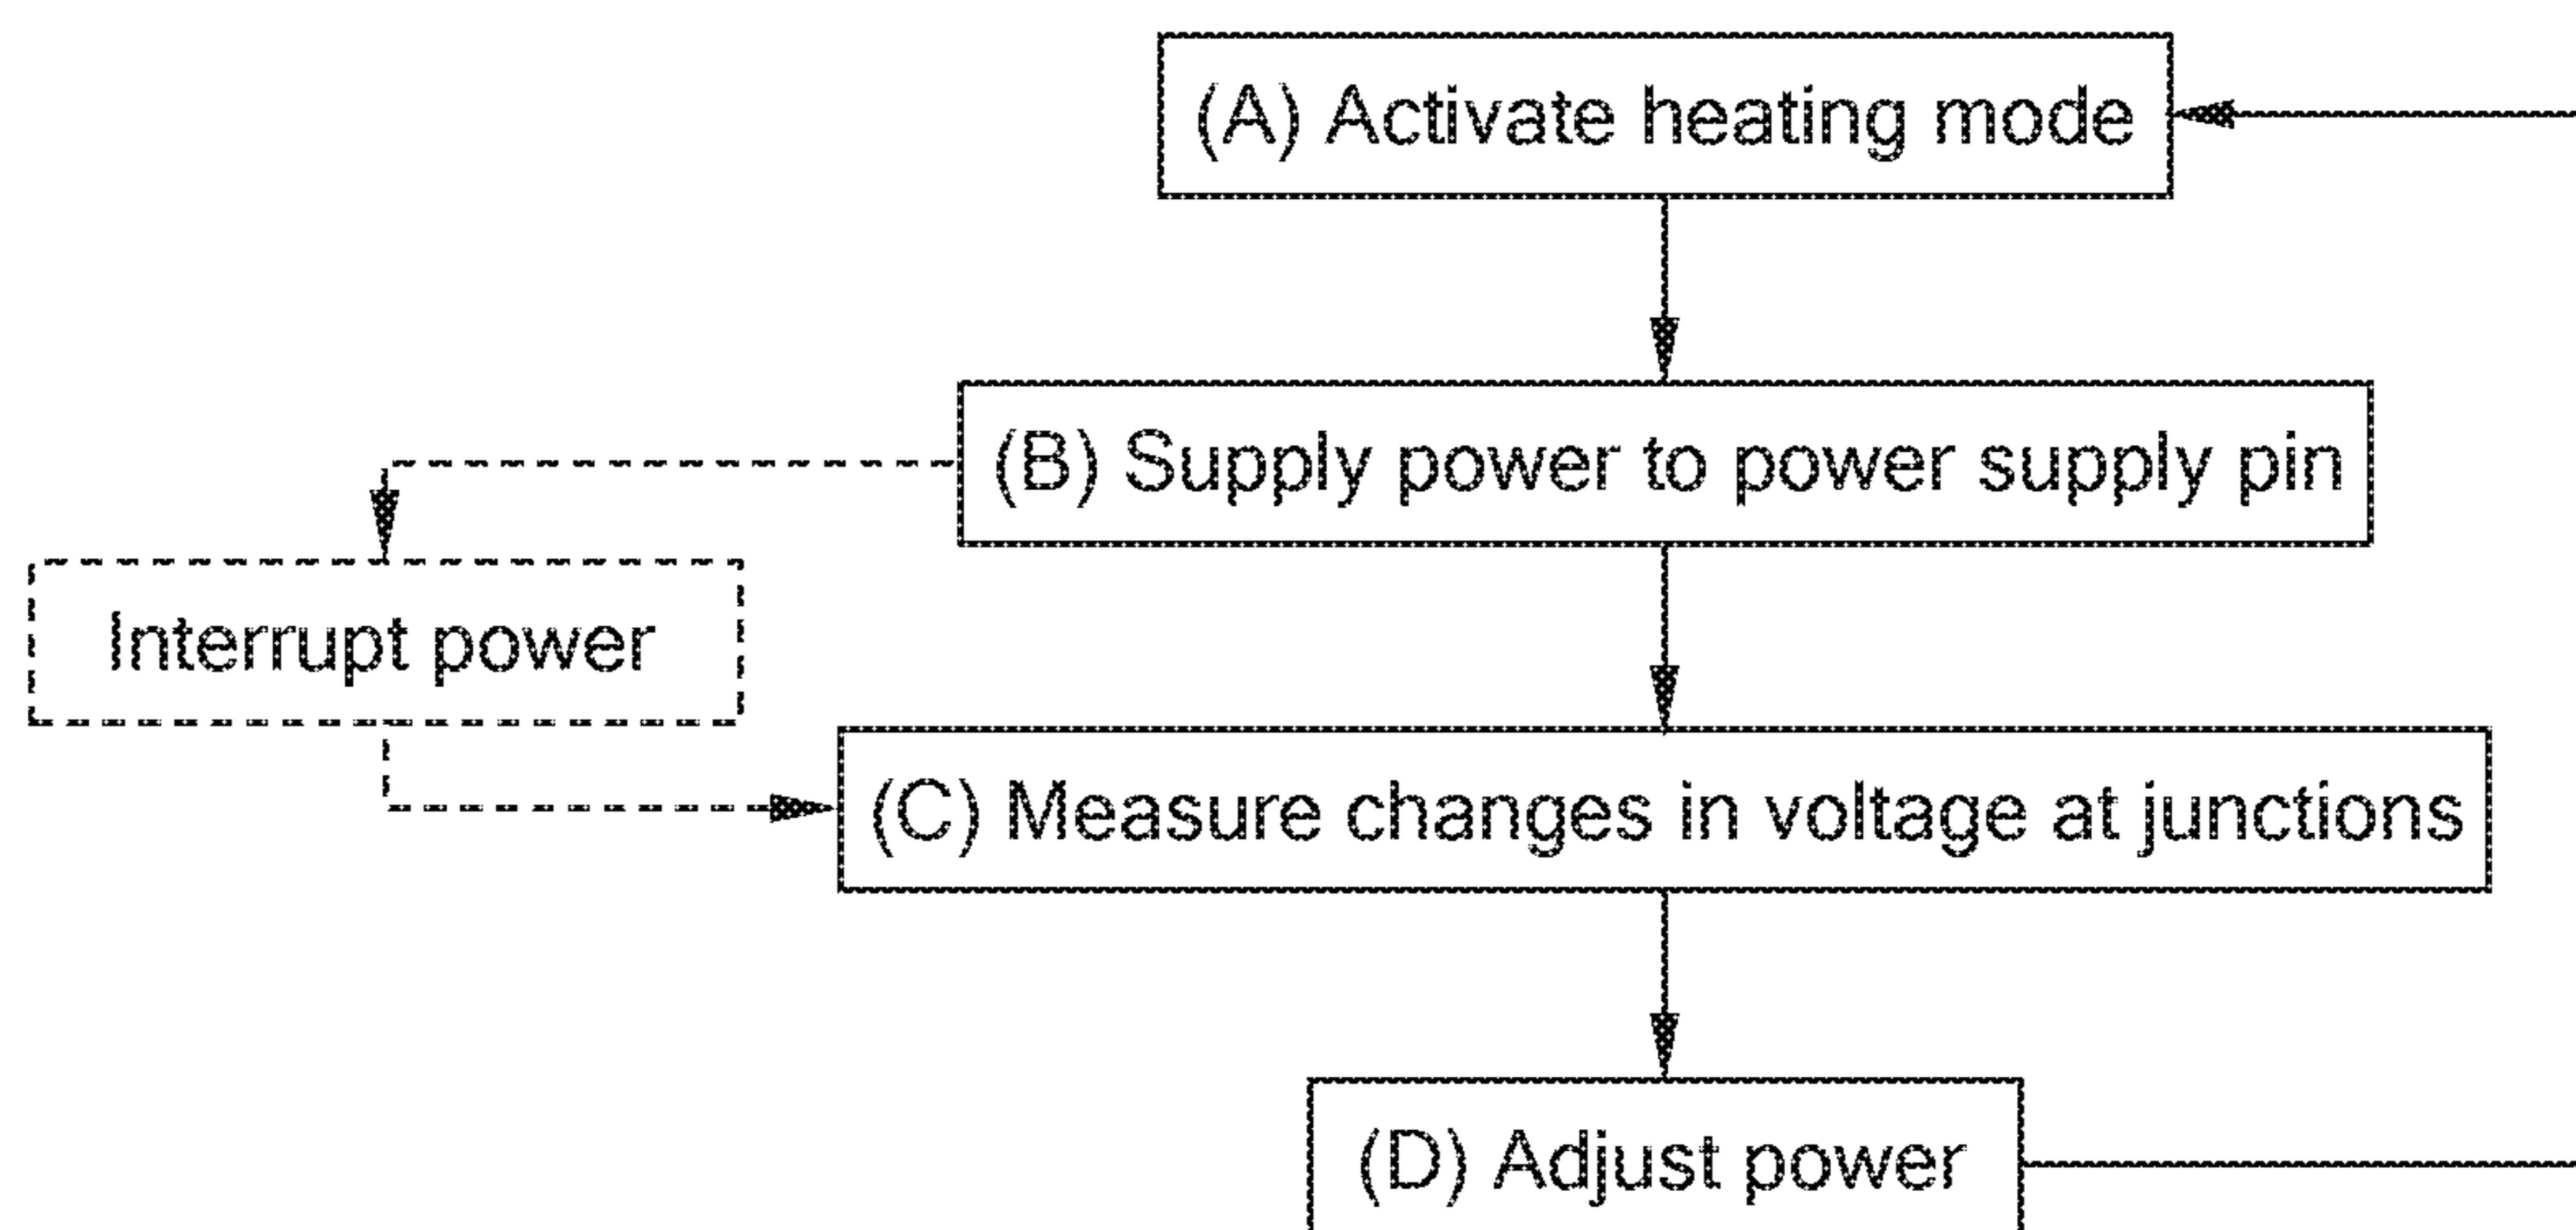 (A) Activate heating mode
(B) Supply power to power supply pin
Interrupt power
(C) Measure changes in voltage at junctions
(D) Adjust power